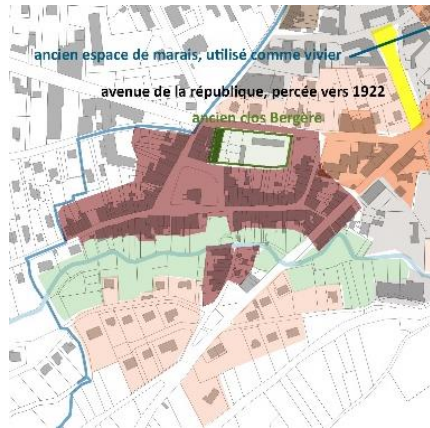 ancien espace de marais, utilisé comme vivier
avenue de la république, percée vers 1922
ancien clos Bergère